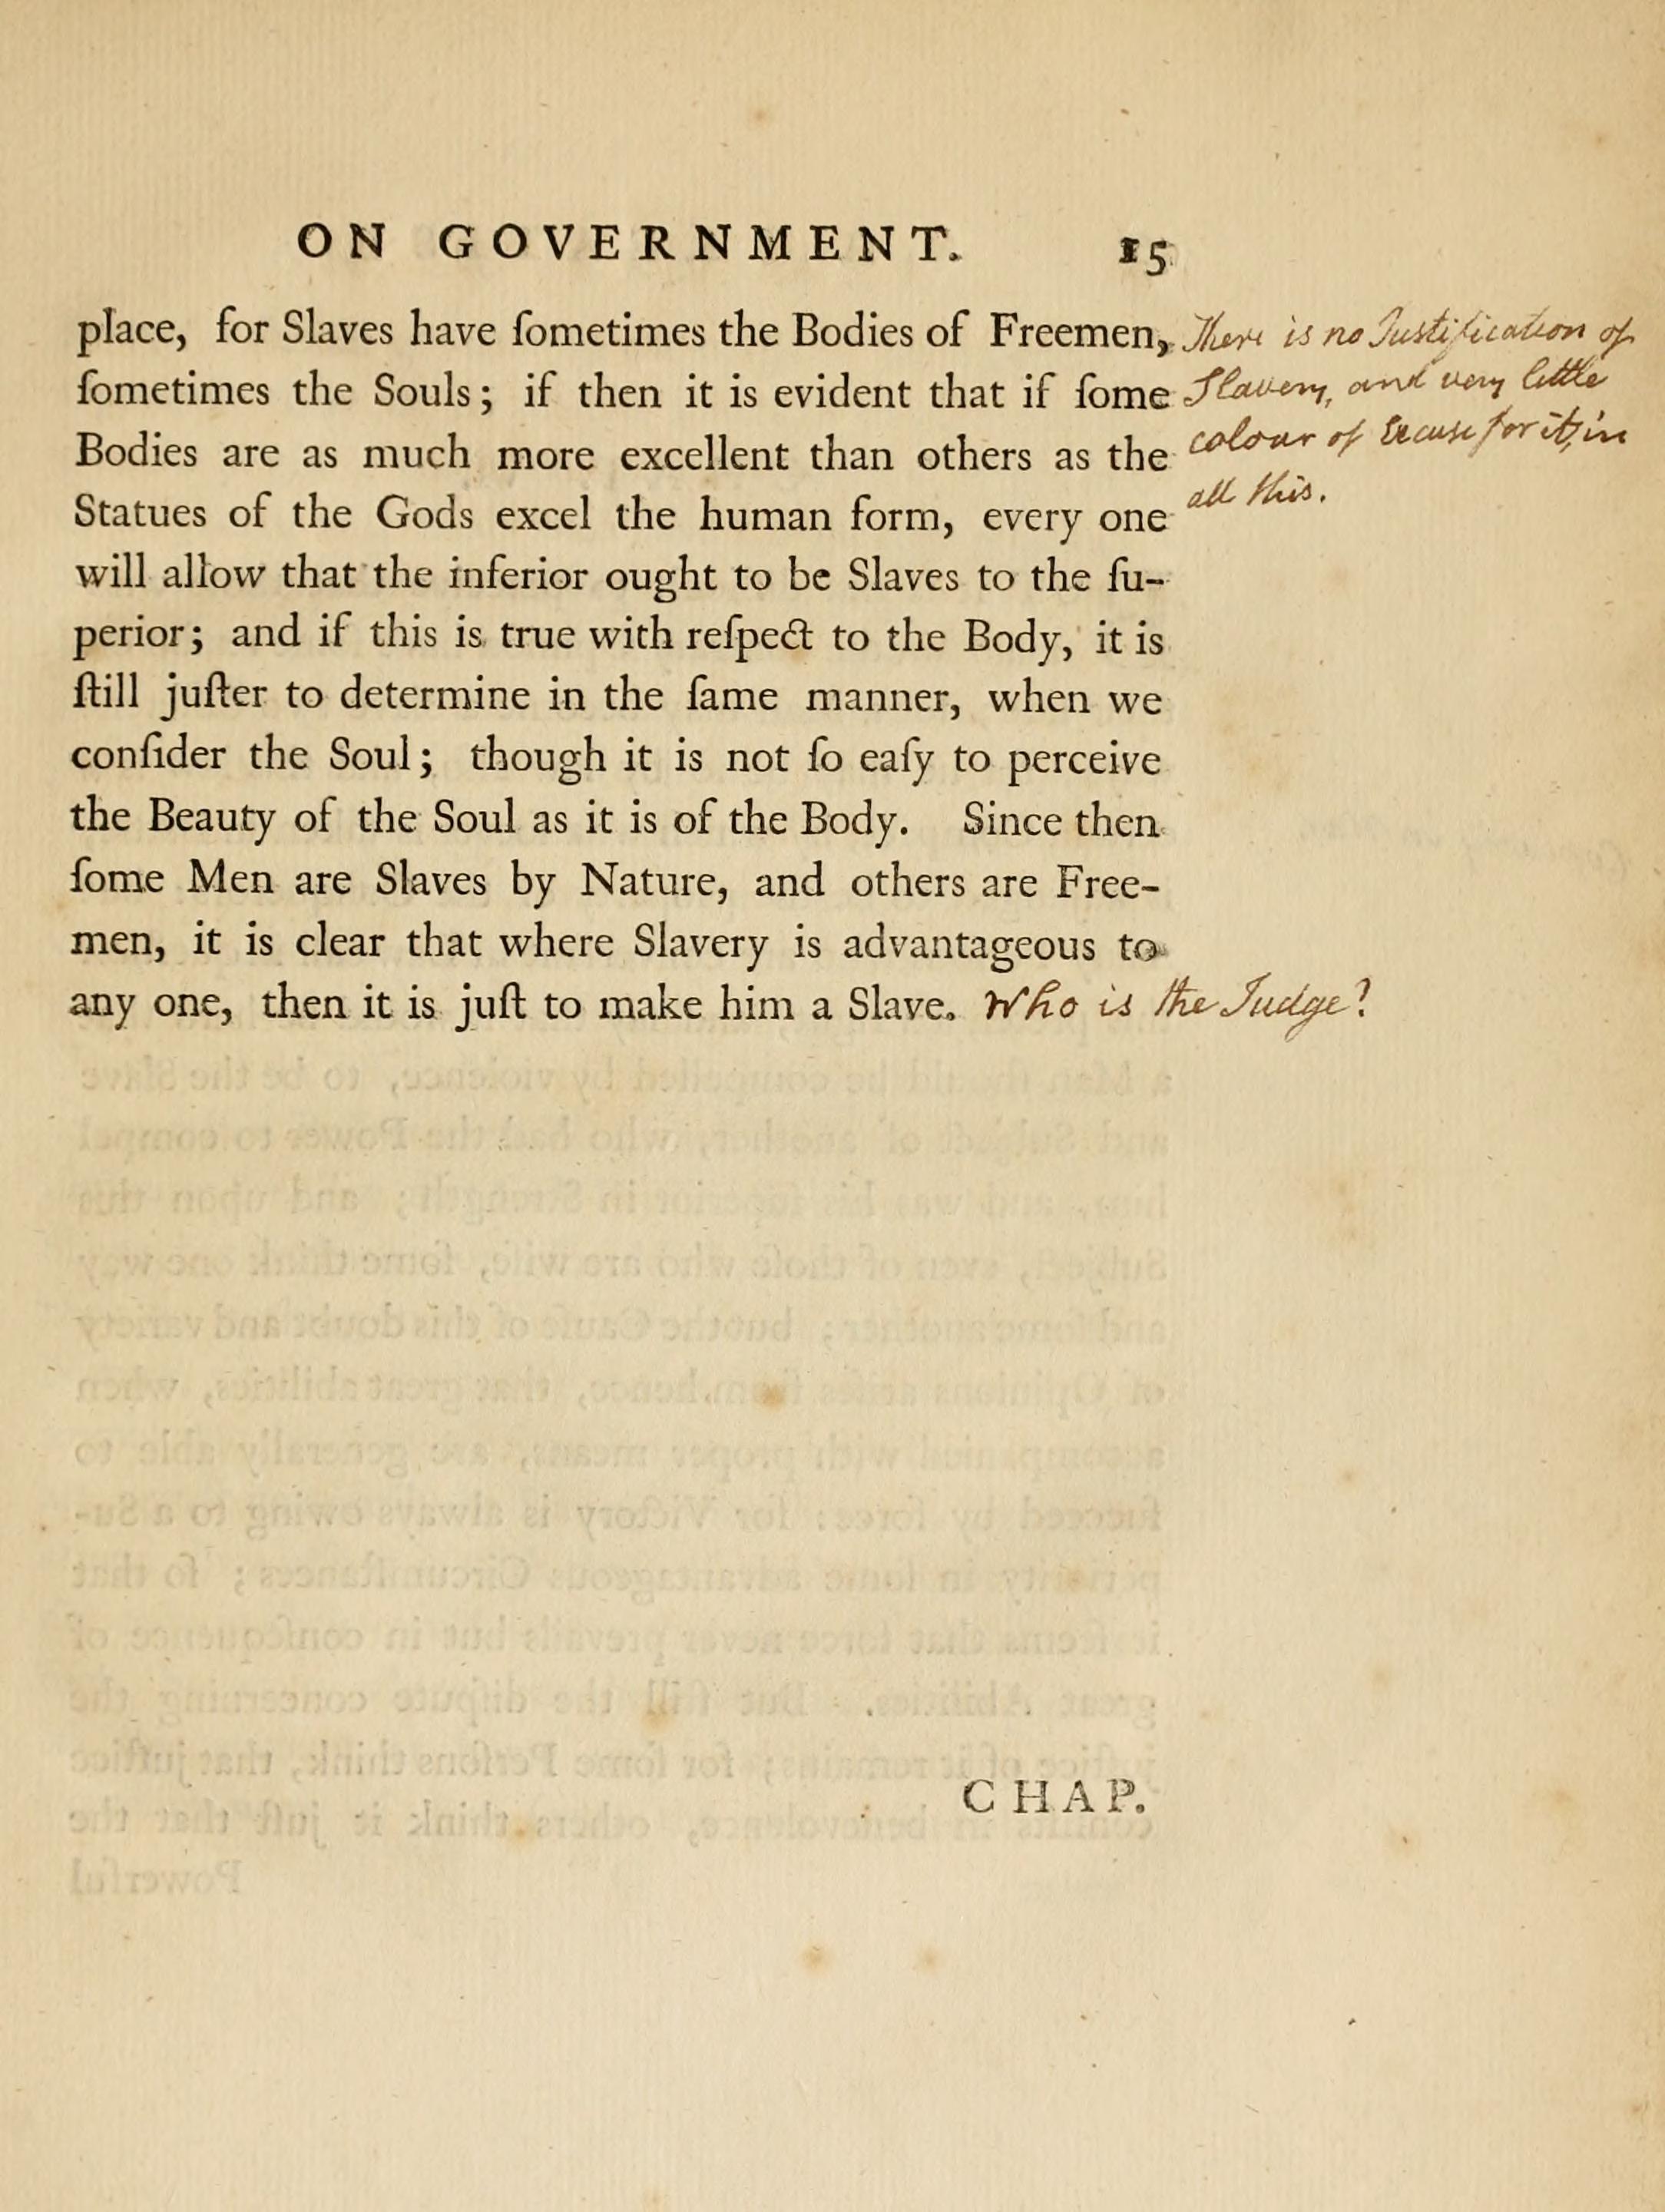 ON GOVERNMENT. 15
place, for Slaves have ſometimes the Bodies of Freemen,
ſometimes the Souls; if then it is evident that if ſome
Bodies are as much more excellent than others as the
Statues of the Gods excel the human form, every one
will allow that the inferior ought to be Slaves to the ſu-
perior; and if this is true with reſpect to the Body, it is
ſtill juſter to determine in the ſame manner, when we
conſider the Soul; though it is not ſo eaſy to perceive
the Beauty of the Soul as it is of the Body. Since then
ſome Men are Slaves by Nature, and others are Free-
men, it is clear that where Slavery is advantageous to
any one, then it is juſt to make him a Slave. Who is the Judge?
There is no Justification of
Slavery, and very little
colour of Excuse for it, in
all this.
CHAP.